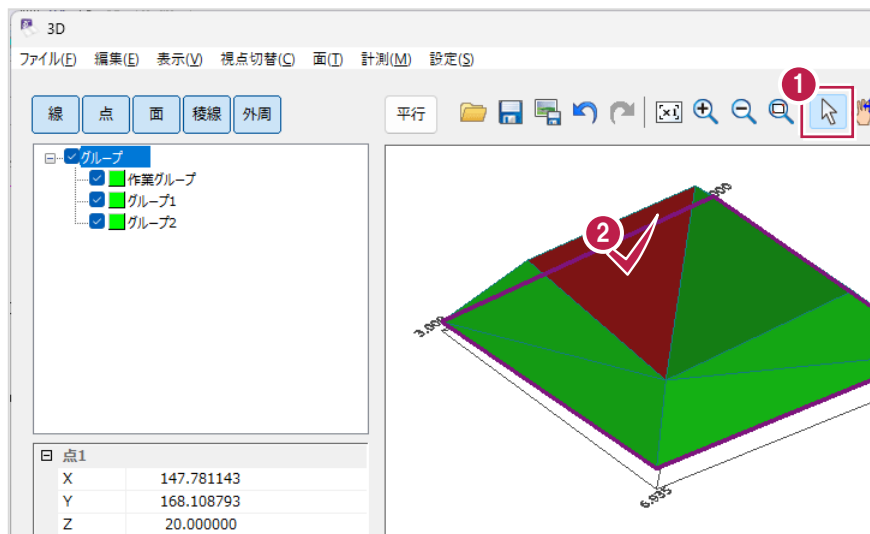 3D
ファイル(F) 編集(E) 表示(V) 視点切替(C) 面(T) 計測(M) 設定(S)
線 点 面 稜線 外周 平行 [×1] 1
グループ
作業グループ
グループ1
グループ2
2
3.000
6.935
点1
X 147.781143
Y 168.108793
Z 20.000000